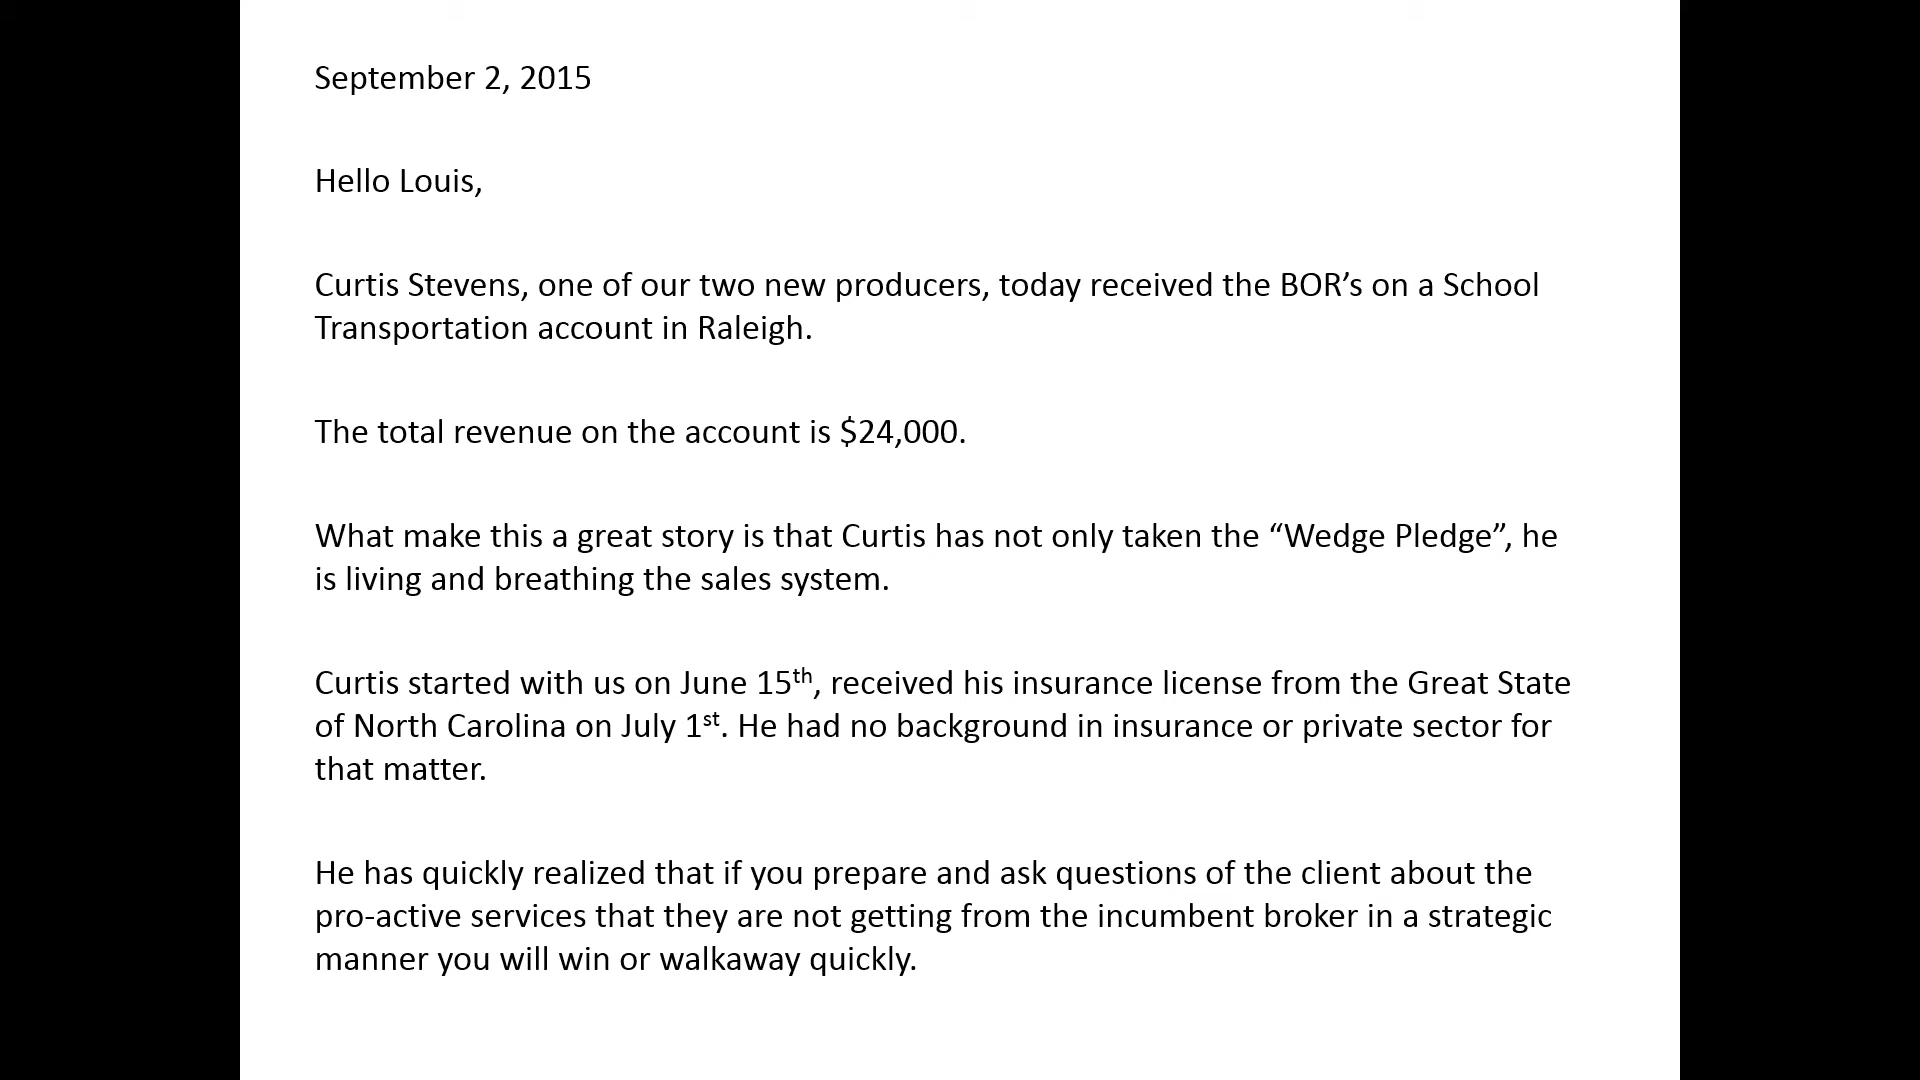 September 2, 2015
Hello Louis,
Curtis Stevens, one of our two new producers, today received the BOR’s on a School
Transportation account in Raleigh.
The total revenue on the account is $24,000.
What make this a great story is that Curtis has not only taken the “Wedge Pledge”, he
is living and breathing the sales system.
Curtis started with us on June 15th, received his insurance license from the Great State
of North Carolina on July 1st. He had no background in insurance or private sector for
that matter.
He has quickly realized that if you prepare and ask questions of the client about the
pro-active services that they are not getting from the incumbent broker in a strategic
manner you will win or walkaway quickly.